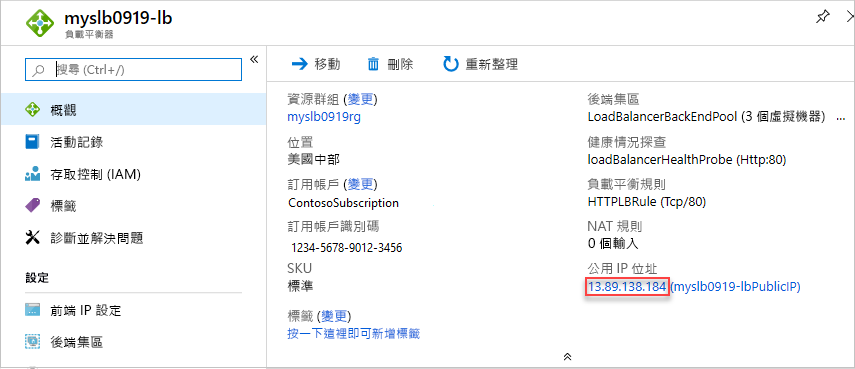 myslb0919-lb
負載平衡器
搜尋 (Ctrl+/)
«
概觀
活動記錄
存取控制 (IAM)
標籤
診斷並解決問題
設定
前端 IP 設定
後端集區
移動
刪除
重新整理
資源群組 (變更)
myslb0919rg
位置
美國中部
訂用帳戶 (變更)
ContosoSubscription
訂用帳戶識別碼
1234-5678-9012-3456
SKU
標準
標籤 (變更)
按一下這裡即可新增標籤
後端集區
LoadBalancerBackEndPool (3 個虛擬機器) ...
健康情況探查
loadBalancerHealthProbe (Http:80)
負載平衡規則
HTTPLBRule (Tcp/80)
NAT 規則
0 個輸入
公用 IP 位址
13.89.138.184 (myslb0919-lbPublicIP)